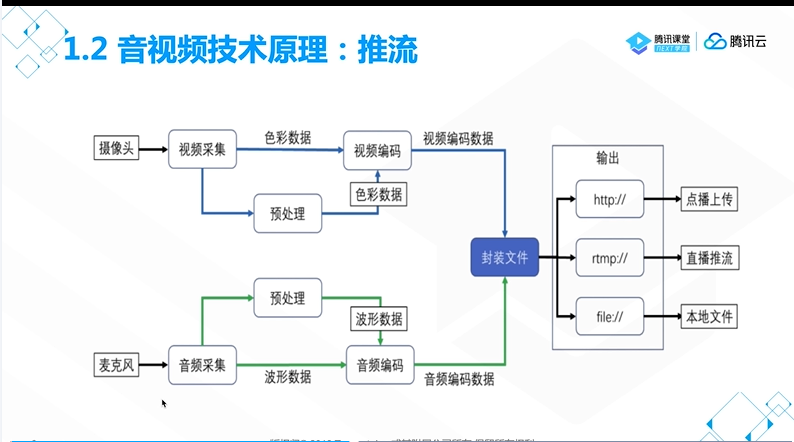 1.2 音视频技术原理：推流
腾讯课堂
NEXT学院
腾讯云
摄像头
视频采集
色彩数据
视频编码
视频编码数据
预处理
色彩数据
输出
http://
点播上传
封装文件
rtmp://
直播推流
file://
本地文件
预处理
波形数据
麦克风
音频采集
波形数据
音频编码
音频编码数据